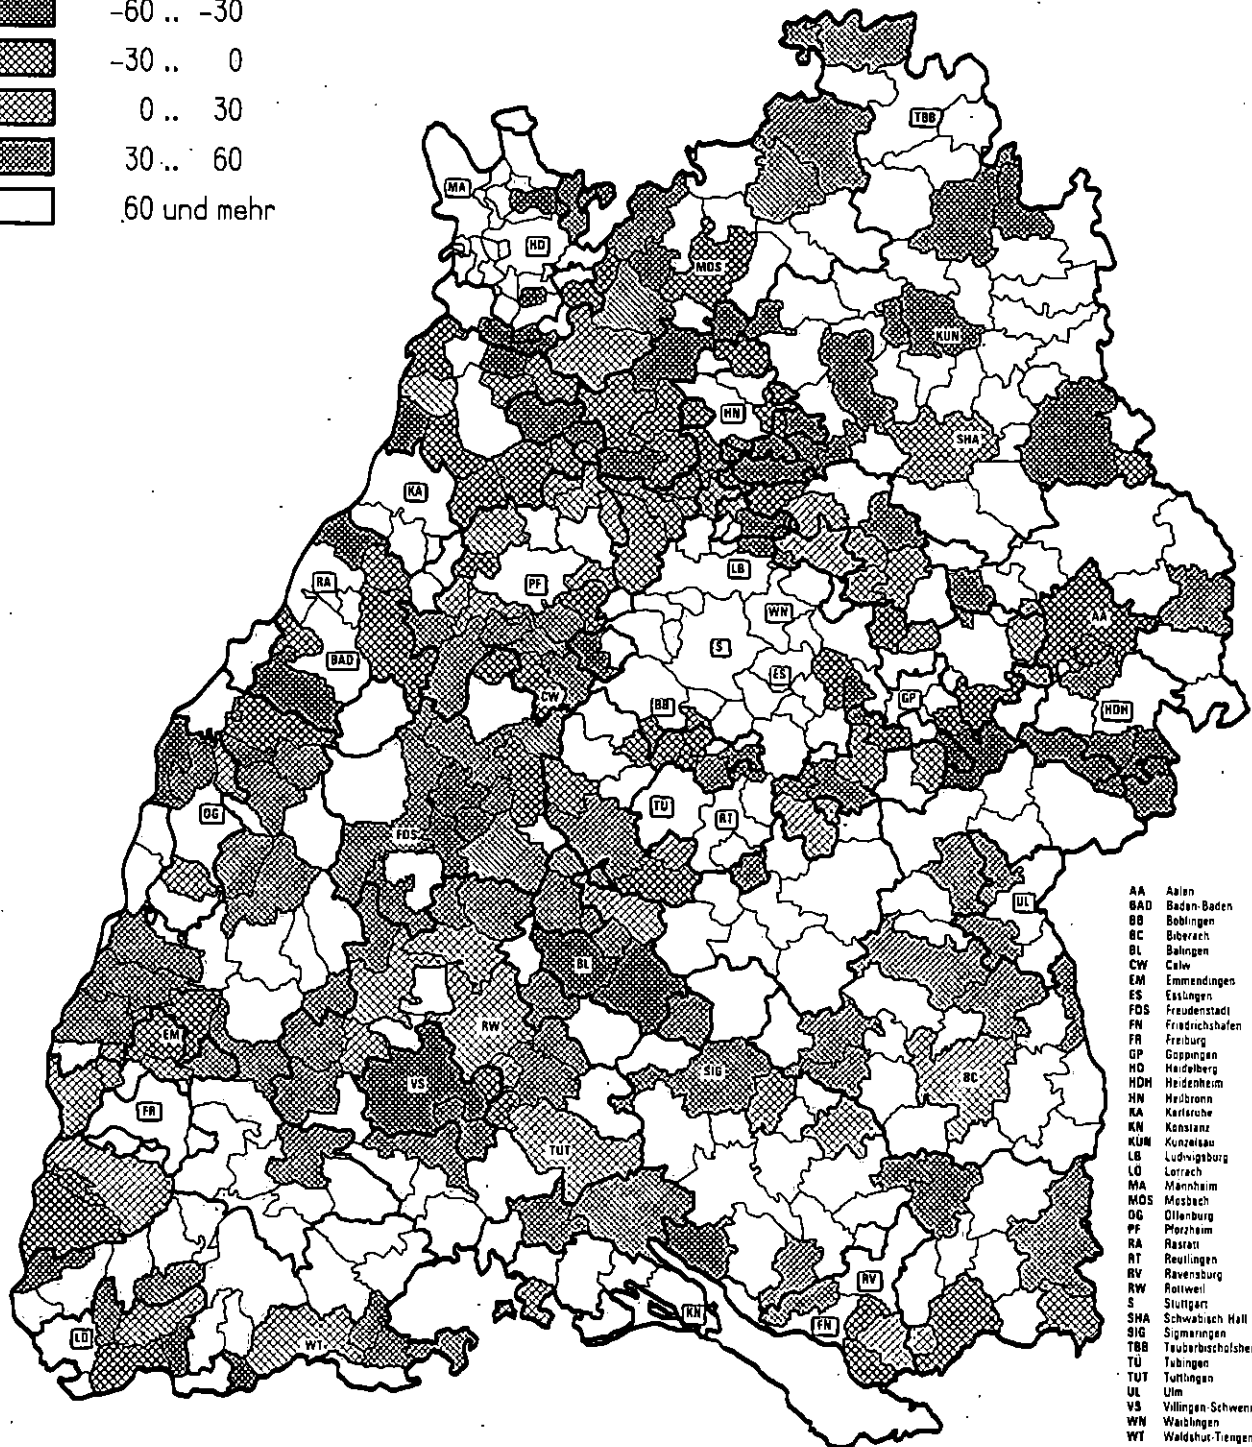 -60 .. -30
-30 .. 0
0 .. 30
30 .. 60
60 und mehr
TBB
MA
HD
MOS
KÜN
HN
SHA
KA
LB
PF
RA
WN
AA
S
BAD
ES
CW
BB
GP
HDH
TÜ
OG
RT
FDS
UL
BL
EM
RW
SIG
BC
VS
FR
TUT
RV
KN
FN
LÖ
WT
AA Aalen
BAD Baden-Baden
BB Böblingen
BC Biberach
BL Balingen
CW Calw
EM Emmendingen
ES Esslingen
FDS Freudenstadt
FN Friedrichshafen
FR Freiburg
GP Göppingen
HD Heidelberg
HDH Heidenheim
HN Heilbronn
KA Karlsruhe
KN Konstanz
KÜN Künzelsau
LB Ludwigsburg
LÖ Lörrach
MA Mannheim
MOS Mosbach
OG Offenburg
PF Pforzheim
RA Rastatt
RT Reutlingen
RV Ravensburg
RW Rottweil
S Stuttgart
SHA Schwäbisch Hall
SIG Sigmaringen
TBB Tauberbischofshe
TÜ Tübingen
TUT Tuttlingen
UL Ulm
VS Villingen-Schwenn
WN Waiblingen
WT Waldshut-Tiengen